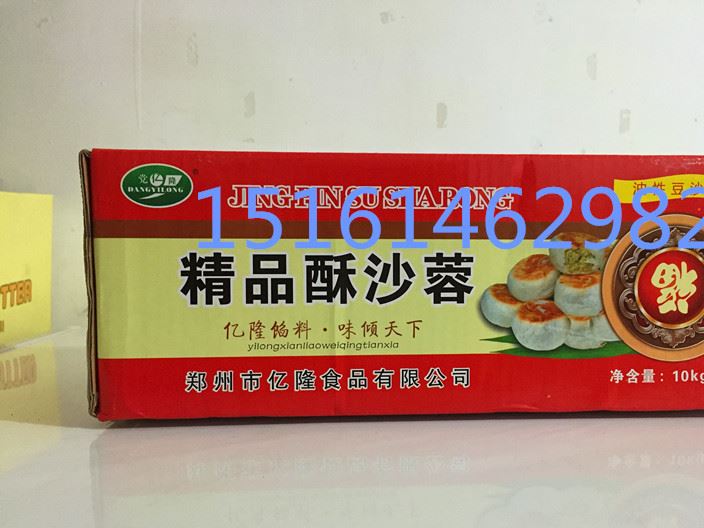 党亿隆
DANGYILONG
JING PIN SU SHA RONG
15161462982
油性豆沙
精品酥沙蓉
亿隆馅料·味倾天下
yilongxianliaoweiqingtianxia
郑州市亿隆食品有限公司
福
净含量：10kg
TTER